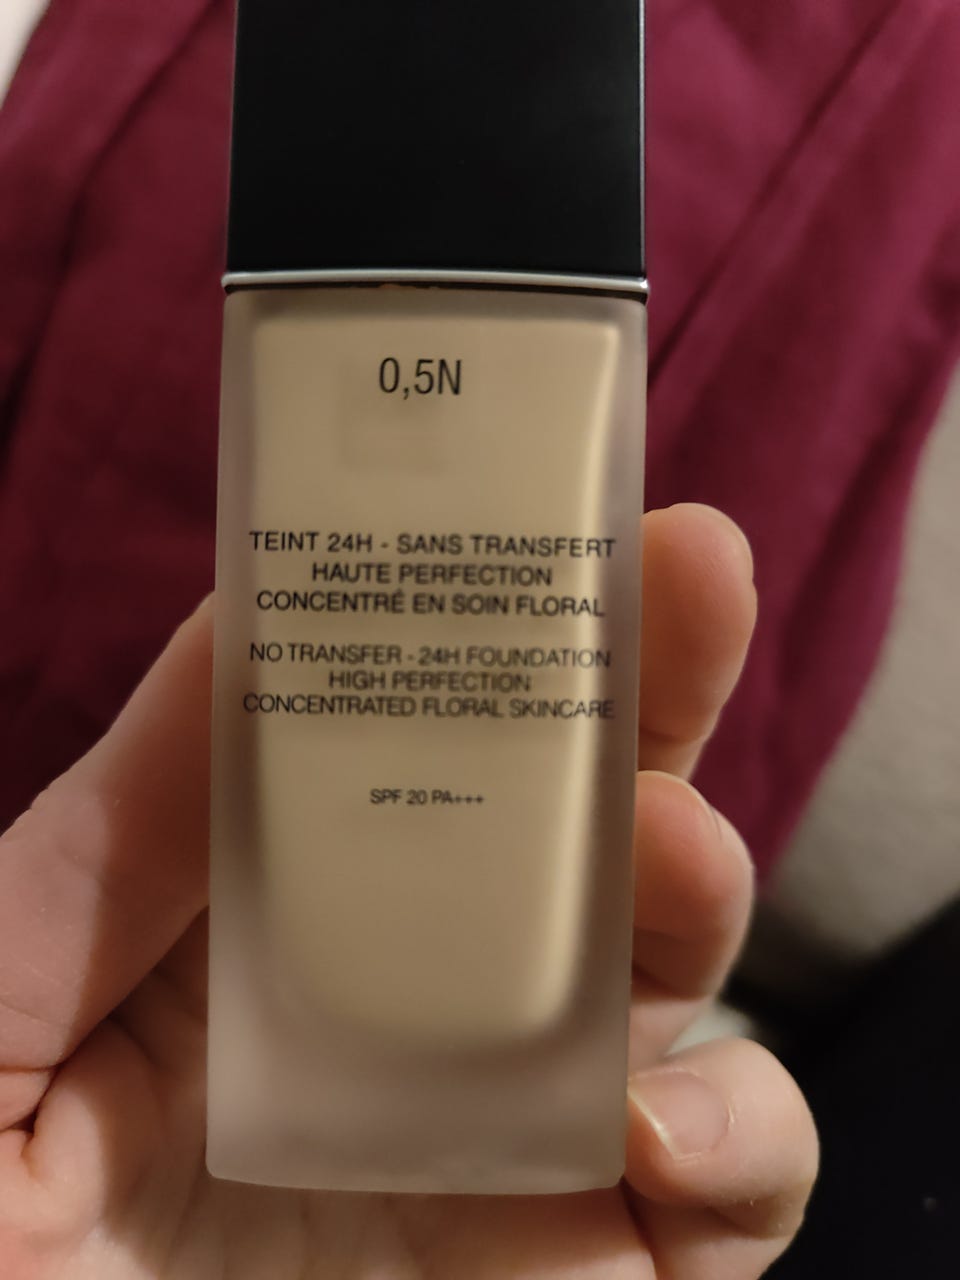 0,5N
TEINT 24H - SANS TRANSFERT
HAUTE PERFECTION
CONCENTRÉ EN SOIN FLORAL
NO TRANSFER - 24H FOUNDATION
HIGH PERFECTION
CONCENTRATED FLORAL SKINCARE
SPF 20 PA+++